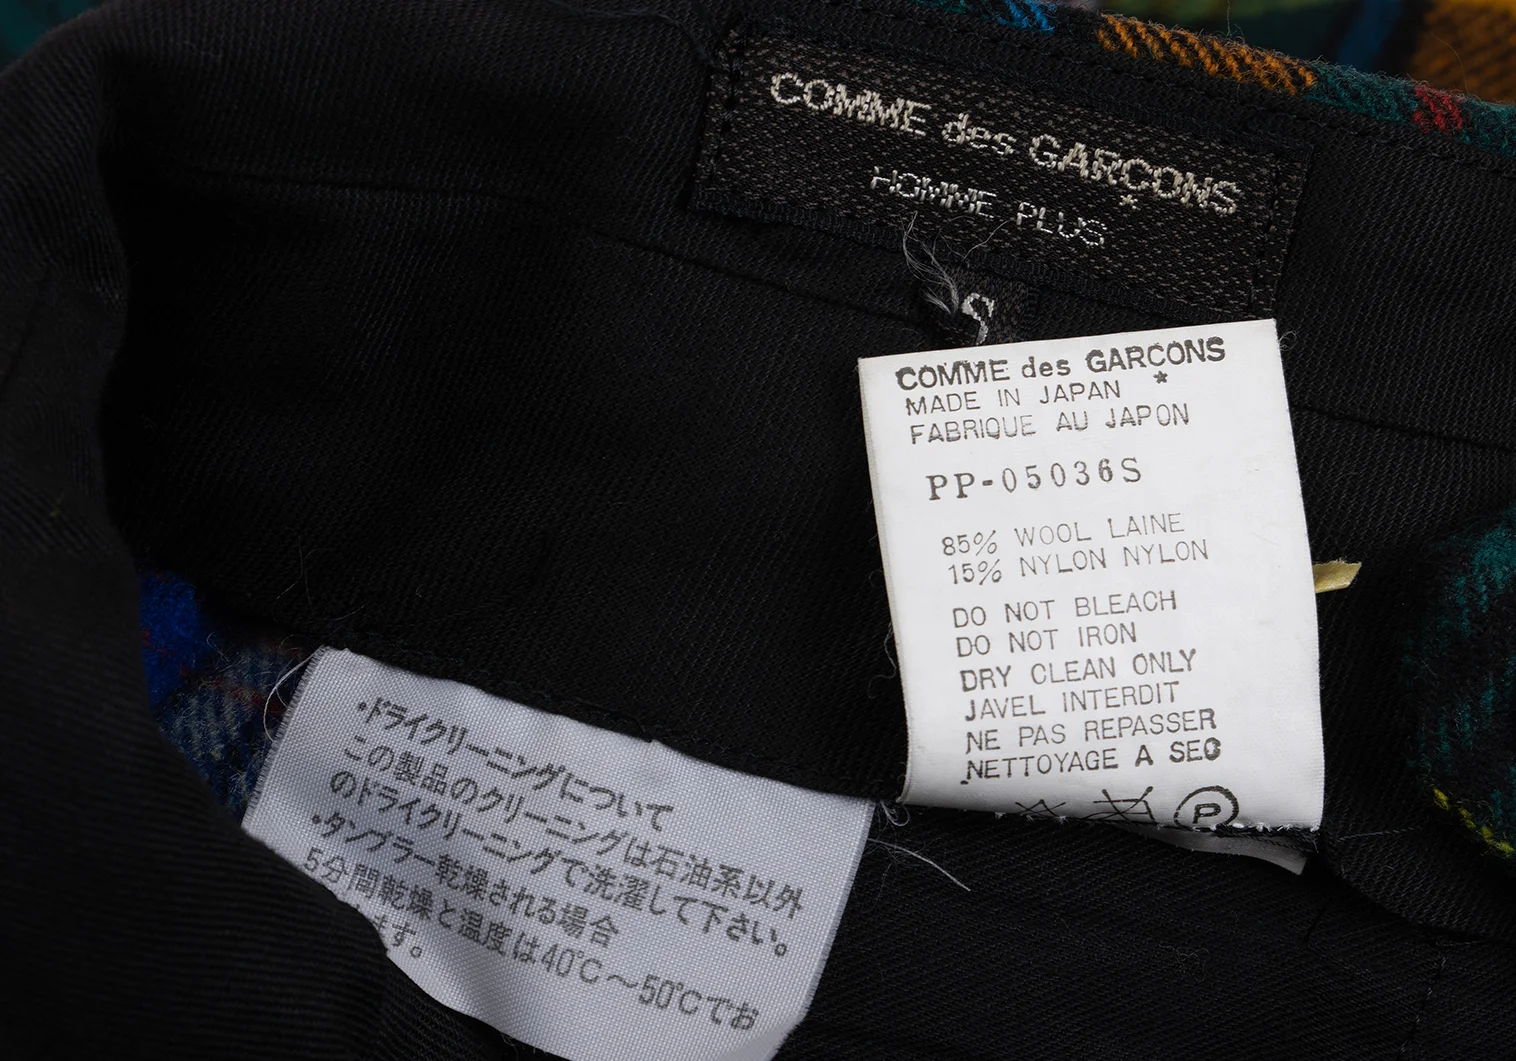 COMME des GARÇONS
HOMME PLUS
S
COMME des GARÇONS
MADE IN JAPAN
FABRIQUE AU JAPON
PP-05036S
85% WOOL LAINE
15% NYLON NYLON
DO NOT BLEACH
DO NOT IRON
DRY CLEAN ONLY
JAVEL INTERDIT
NE PAS REPASSER
NETTOYAGE A SEC
P
・ドライクリーニングについて
この製品のクリーニングは石油系以外
のドライクリーニングで洗濯して下さい。
・タンブラー乾燥される場合
5分間乾燥と温度は40℃〜50℃でお
ます。